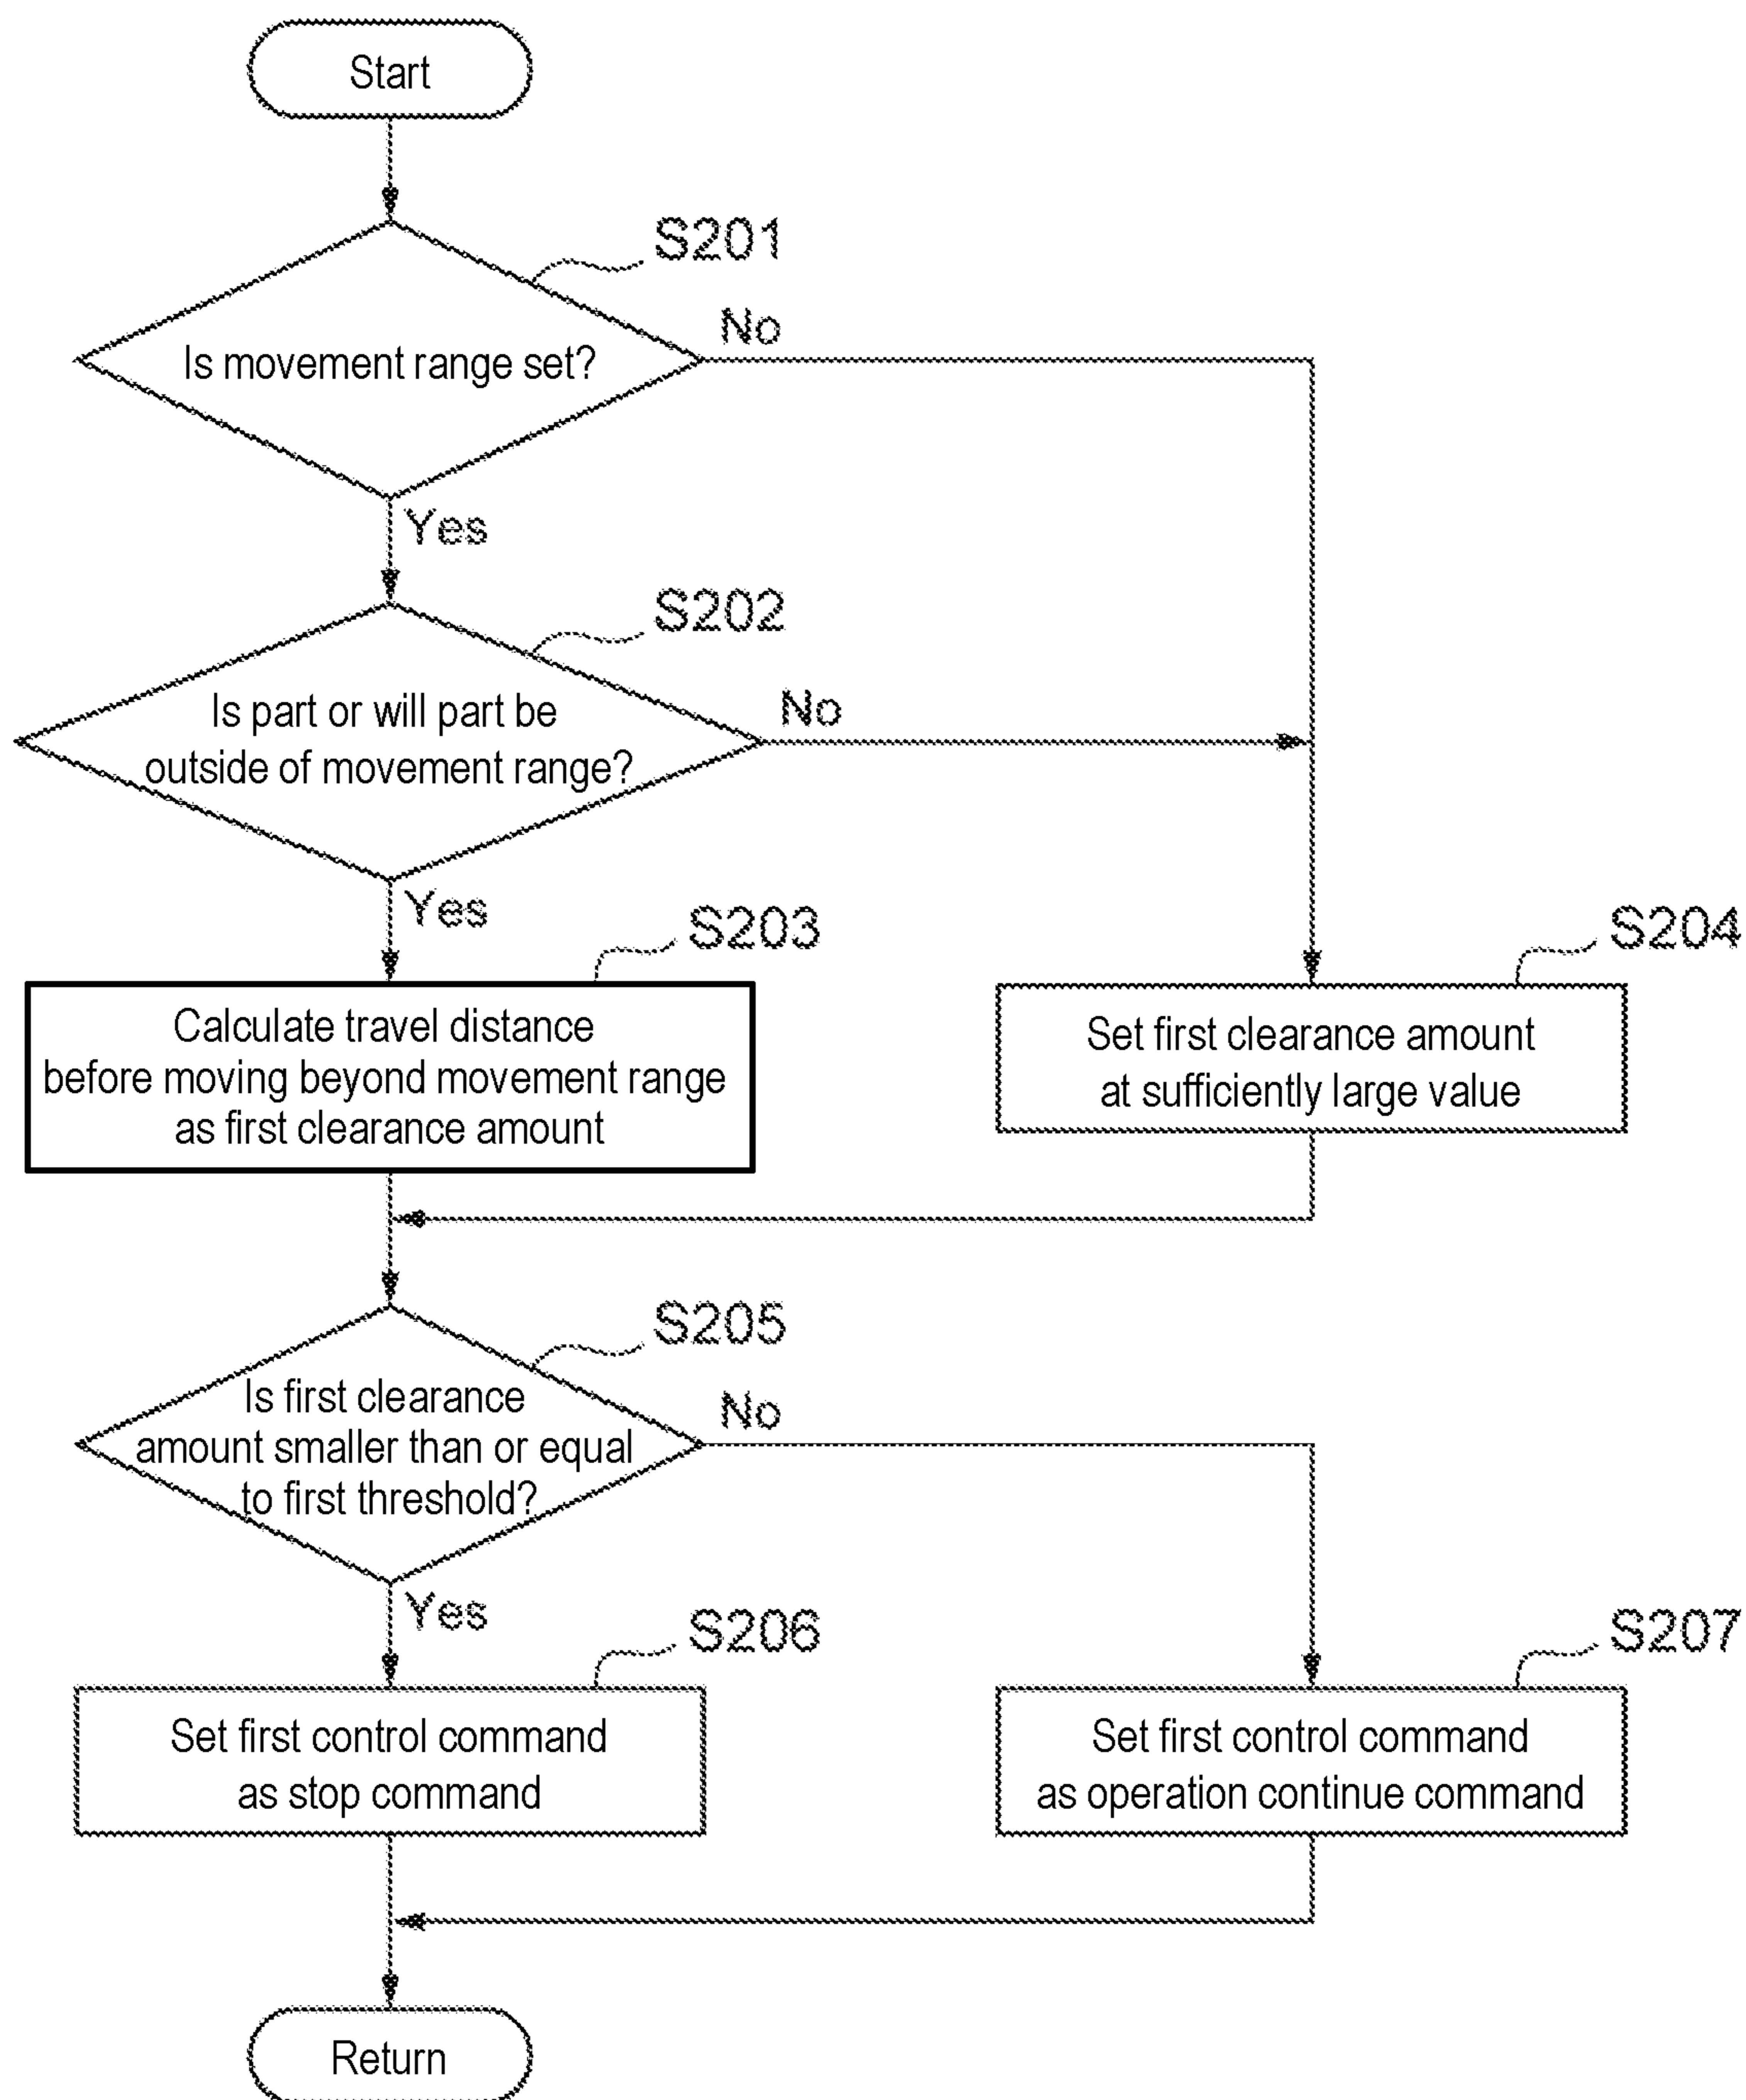 Start
S201
No
Is movement range set?
Yes
S202
Is part or will part be
outside of movement range?
No
Yes
S203
Calculate travel distance
before moving beyond movement range
as first clearance amount
S204
Set first clearance amount
at sufficiently large value
S205
Is first clearance
amount smaller than or equal
to first threshold?
No
Yes
S206
Set first control command
as stop command
S207
Set first control command
as operation continue command
Return